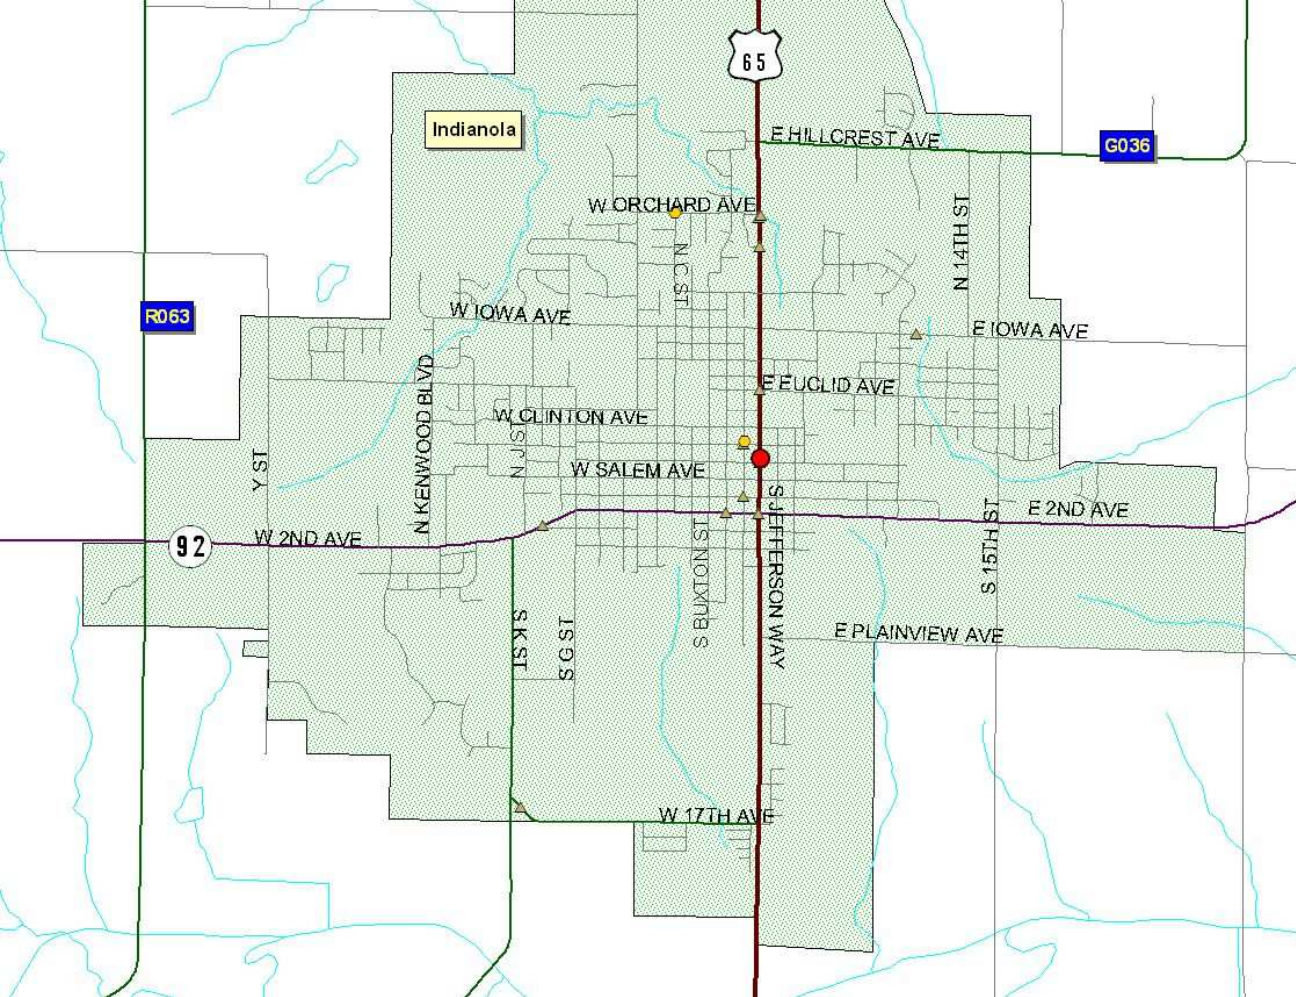 65
Indianola
E HILLCREST AVE
G036
W ORCHARD AVE
N 14TH ST
N C ST
R063
W IOWA AVE
E IOWA AVE
N KENWOOD BLVD
E EUCLID AVE
W CLINTON AVE
N J ST
Y ST
W SALEM AVE
S JEFFERSON WAY
E 2ND AVE
S 15TH ST
92
W 2ND AVE
S BUXTON ST
S K ST
S G ST
E PLAINVIEW AVE
W 17TH AVE